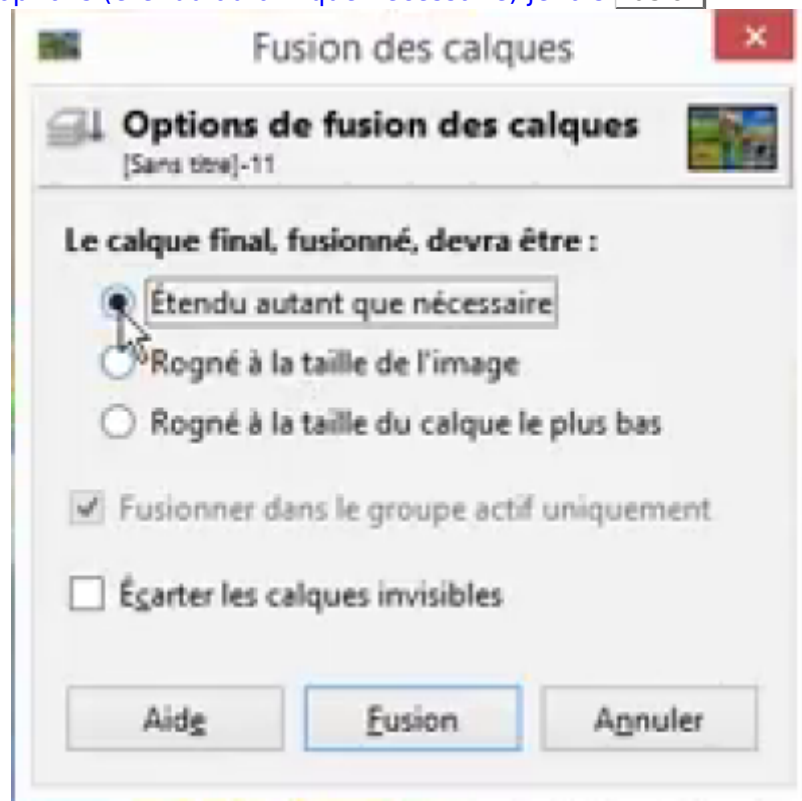 Fusion des calques
Options de fusion des calques
[Sans titre]-11
Le calque final, fusionné, devra être :
Étendu autant que nécessaire
Rogné à la taille de l'image
Rogné à la taille du calque le plus bas
Fusionner dans le groupe actif uniquement
Écarter les calques invisibles
Aide
Fusion
Annuler